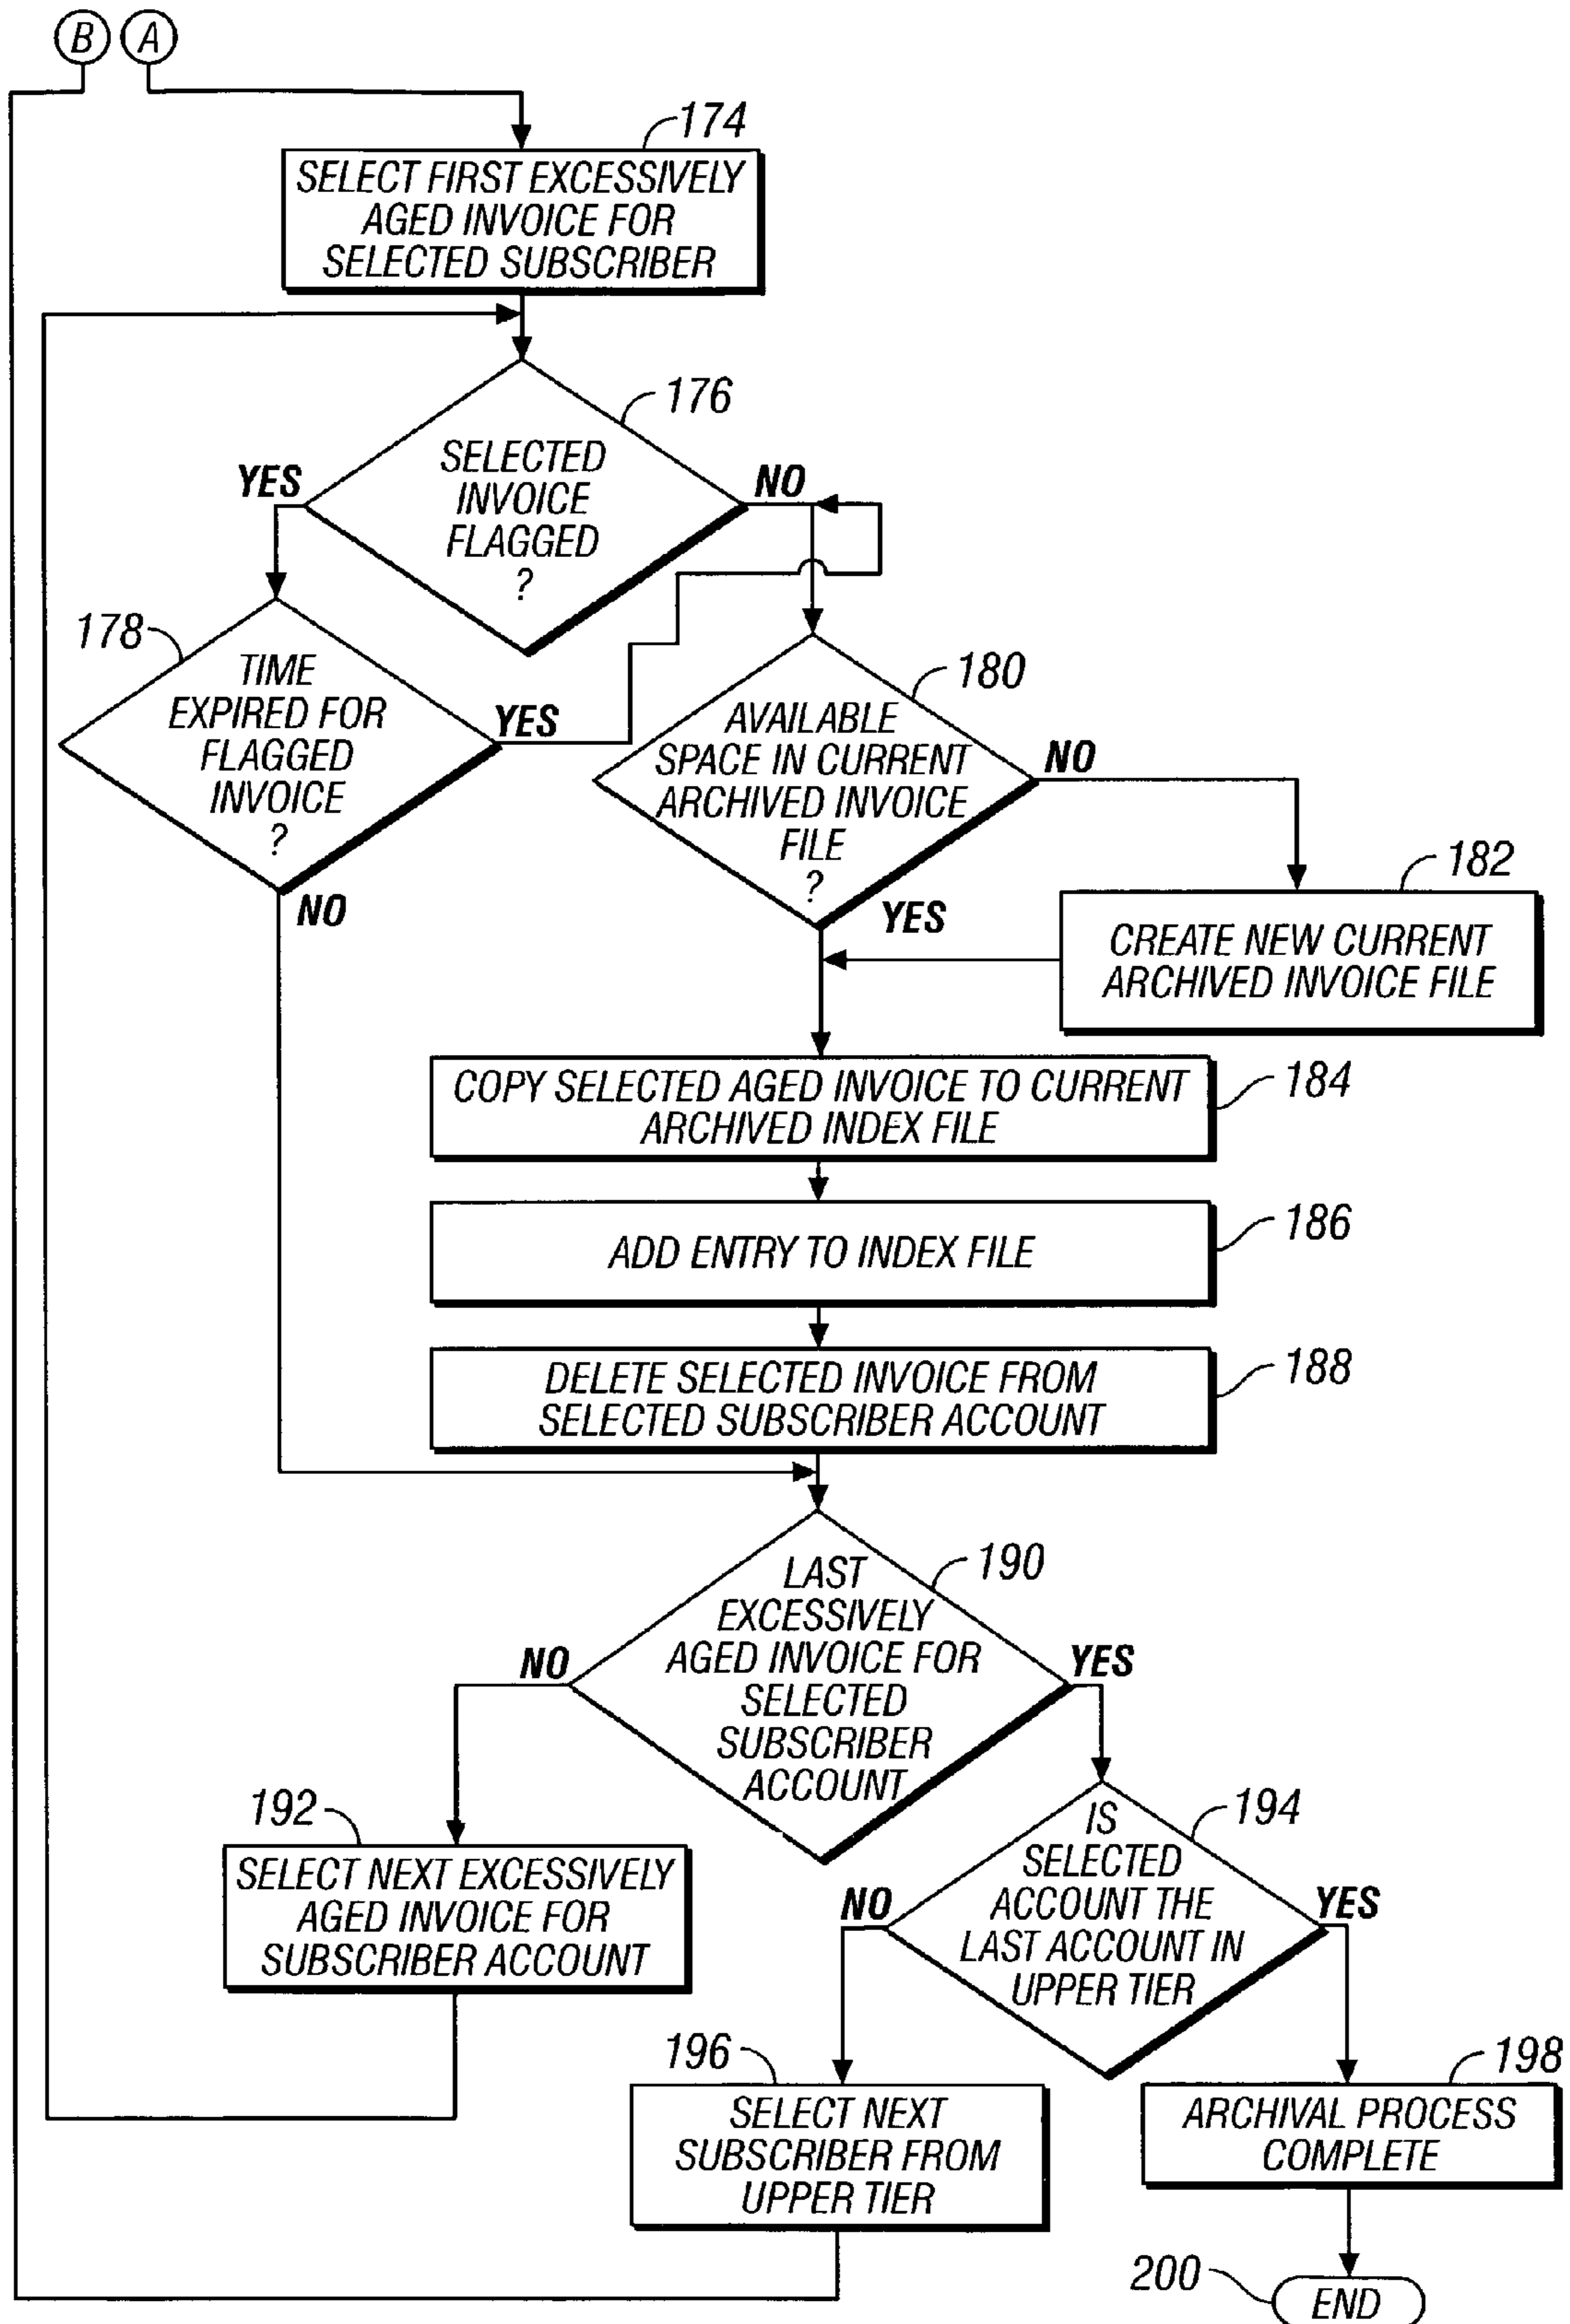 B A
174
SELECT FIRST EXCESSIVELY
AGED INVOICE FOR
SELECTED SUBSCRIBER
176
SELECTED
INVOICE
FLAGGED
?
YES
NO
178
TIME
EXPIRED FOR
FLAGGED
INVOICE
?
YES
NO
180
AVAILABLE
SPACE IN CURRENT
ARCHIVED INVOICE
FILE
?
NO
YES
182
CREATE NEW CURRENT
ARCHIVED INVOICE FILE
COPY SELECTED AGED INVOICE TO CURRENT
ARCHIVED INDEX FILE
184
ADD ENTRY TO INDEX FILE
186
DELETE SELECTED INVOICE FROM
SELECTED SUBSCRIBER ACCOUNT
188
190
LAST
EXCESSIVELY
AGED INVOICE FOR
SELECTED
SUBSCRIBER
ACCOUNT
NO
YES
192
SELECT NEXT EXCESSIVELY
AGED INVOICE FOR
SUBSCRIBER ACCOUNT
194
IS
SELECTED
ACCOUNT THE
LAST ACCOUNT IN
UPPER TIER
NO
YES
196
SELECT NEXT
SUBSCRIBER FROM
UPPER TIER
198
ARCHIVAL PROCESS
COMPLETE
200
END